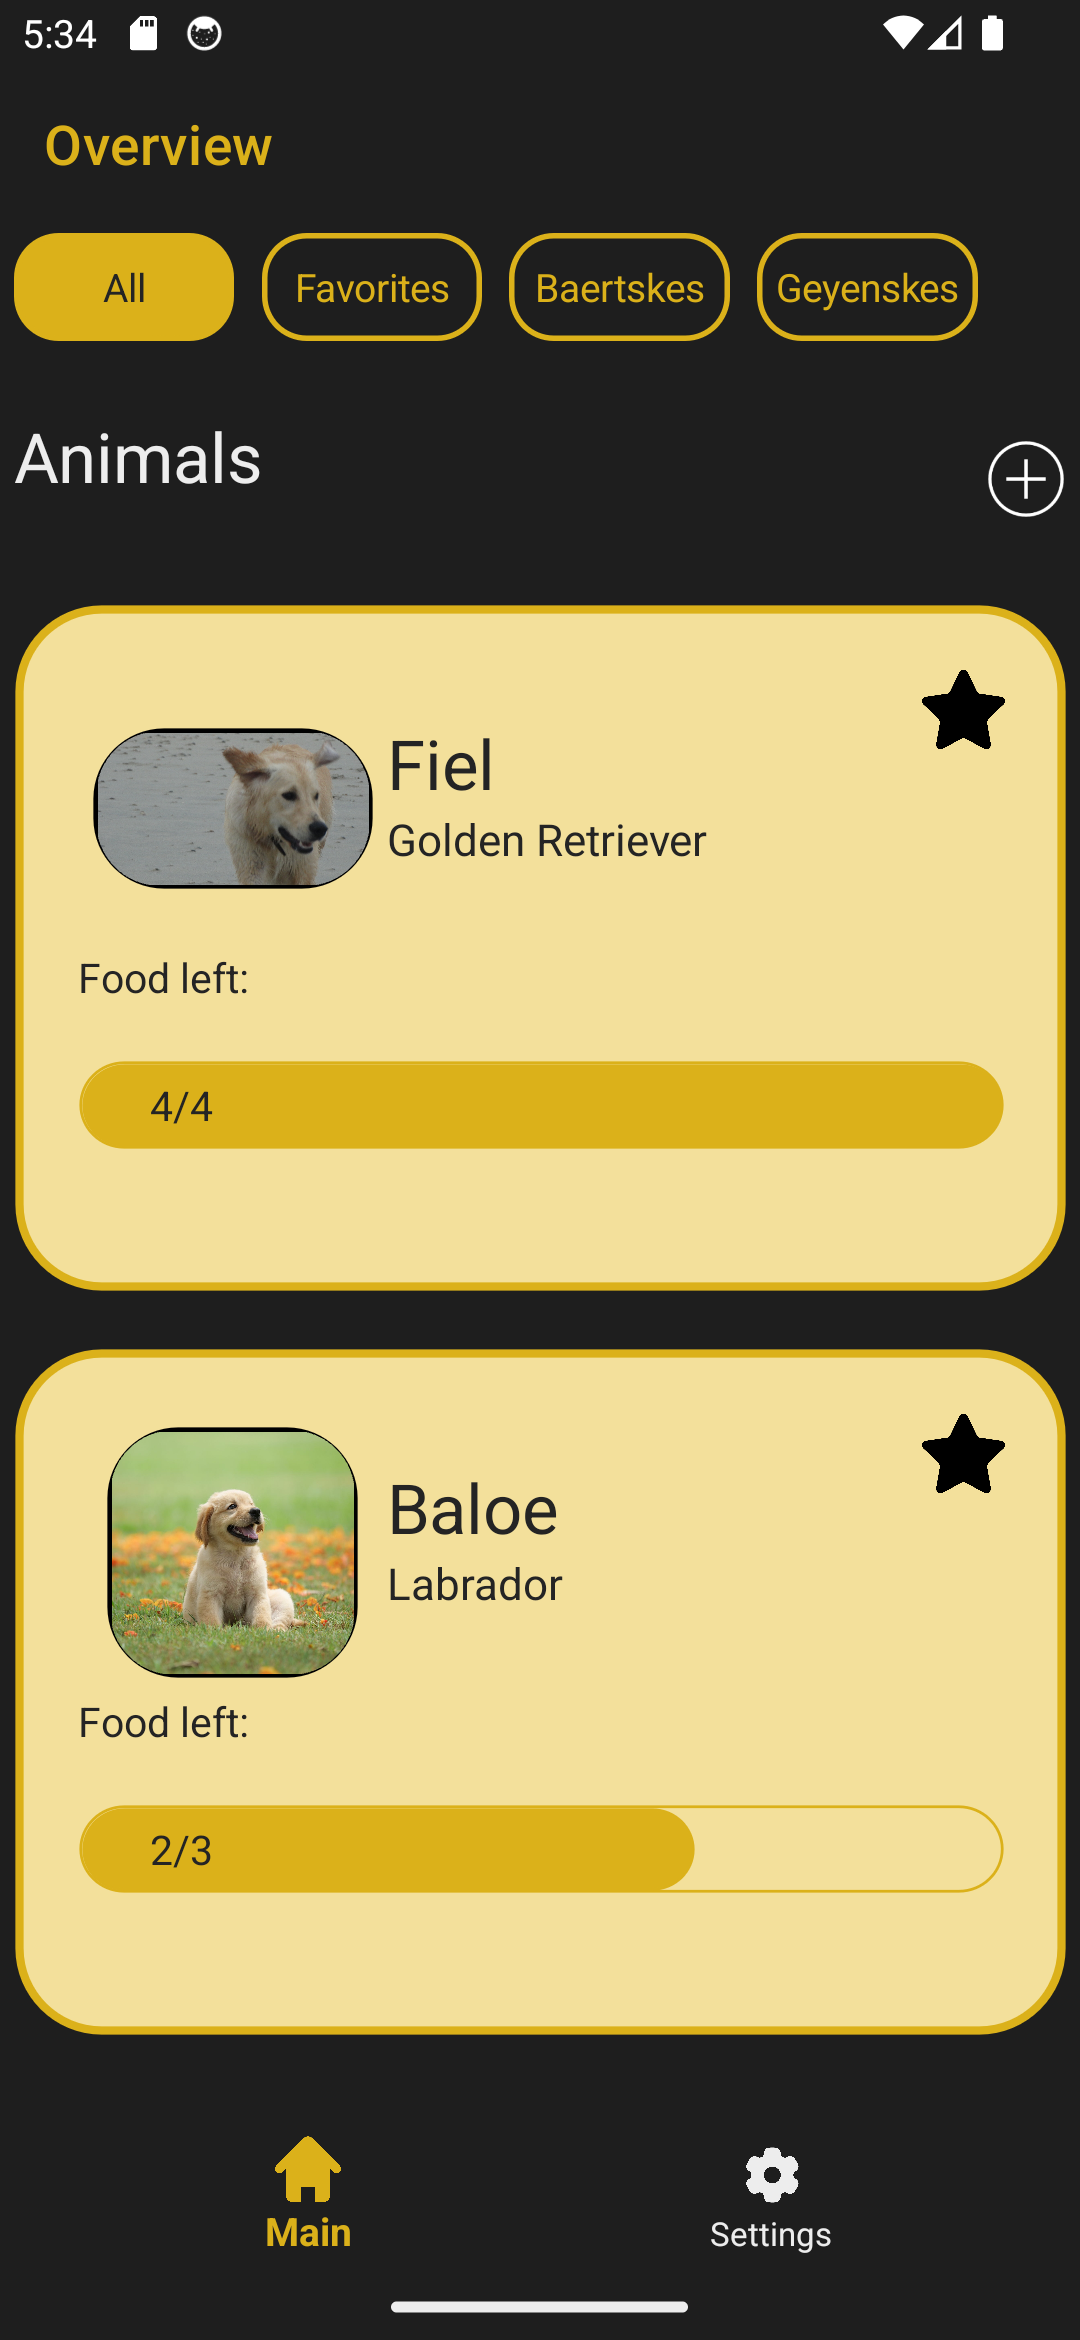 5:34
Overview
All
Favorites
Baertskes
Geyenskes
Animals
Fiel
Golden Retriever
Food left:
4/4
Baloe
Labrador
Food left:
2/3
Main
Settings